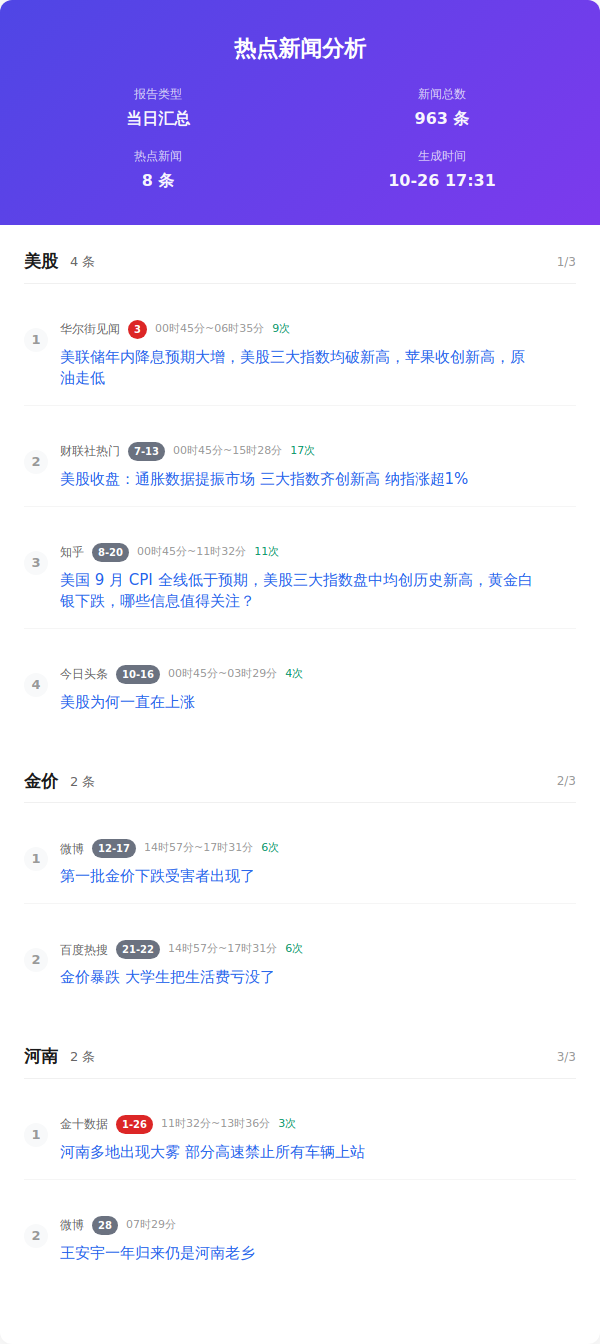 热点新闻分析
报告类型
当日汇总
新闻总数
963 条
热点新闻
8 条
生成时间
10-26 17:31
美股 4 条 1/3
1
华尔街见闻 3 00时45分~06时35分 9次
美联储年内降息预期大增，美股三大指数均破新高，苹果收创新高，原
油走低
2
财联社热门 7-13 00时45分~15时28分 17次
美股收盘：通胀数据提振市场 三大指数齐创新高 纳指涨超1%
3
知乎 8-20 00时45分~11时32分 11次
美国 9 月 CPI 全线低于预期，美股三大指数盘中均创历史新高，黄金白
银下跌，哪些信息值得关注？
4
今日头条 10-16 00时45分~03时29分 4次
美股为何一直在上涨
金价 2 条 2/3
1
微博 12-17 14时57分~17时31分 6次
第一批金价下跌受害者出现了
2
百度热搜 21-22 14时57分~17时31分 6次
金价暴跌 大学生把生活费亏没了
河南 2 条 3/3
1
金十数据 1-26 11时32分~13时36分 3次
河南多地出现大雾 部分高速禁止所有车辆上站
2
微博 28 07时29分
王安宇一年归来仍是河南老乡